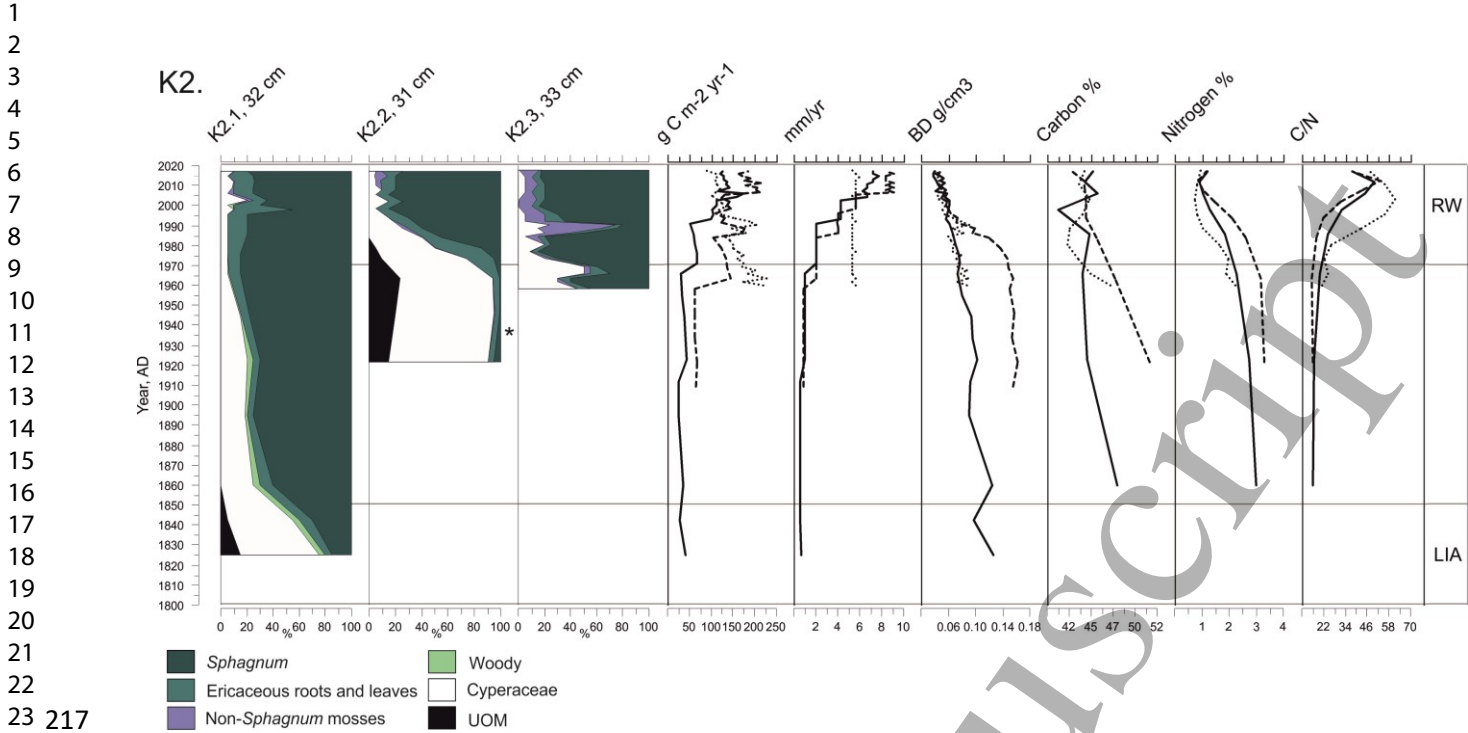 1
2
3
4
5
6
7
8
9
10
11
12
13
14
15
16
17
18
19
20
21
22
23 217
K2.
K2.1, 32 cm
K2.2, 31 cm
K2.3, 33 cm
g C m-2 yr-1
mm/yr
BD g/cm3
Carbon %
Nitrogen %
C/N
Year, AD
2020
2010
2000
1990
1980
1970
1960
1950
1940
1930
1920
1910
1900
1890
1880
1870
1860
1850
1840
1830
1820
1810
1800
RW
LIA
*
0 20 40 % 60 80 100
0 20 40 % 60 80 100
0 20 40 % 60 80 100
50 100 150 200 250
2 4 6 8 10
0.06 0.10 0.14 0.18
42 45 47 50 52
1 2 3 4
22 34 46 58 70
Sphagnum
Ericaceous roots and leaves
Non-Sphagnum mosses
Woody
Cyperaceae
UOM
uscript